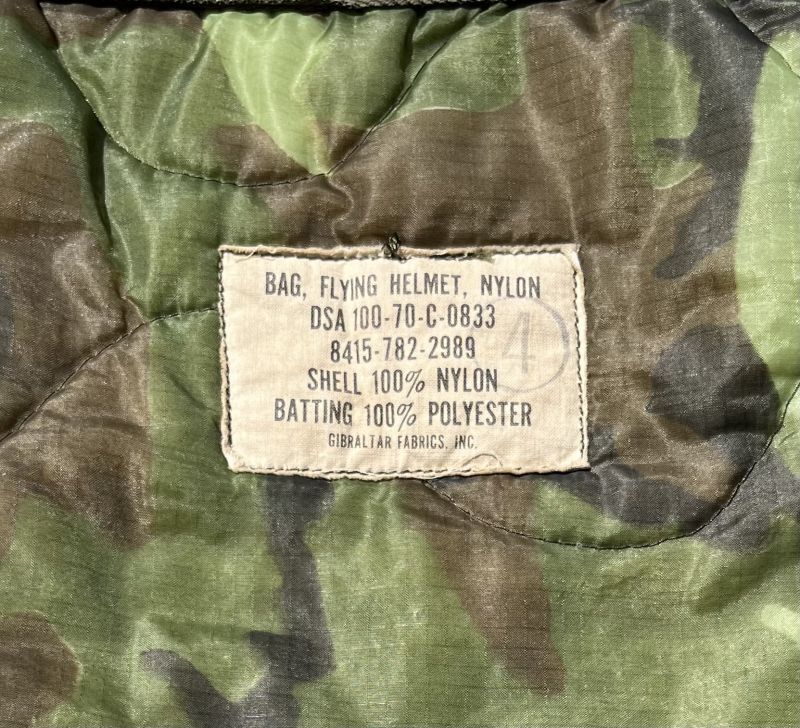 BAG, FLYING HELMET, NYLON
DSA 100-70-C-0833
8415-782-2989
SHELL 100% NYLON
BATTING 100% POLYESTER
GIBRALTAR FABRICS, INC.
4